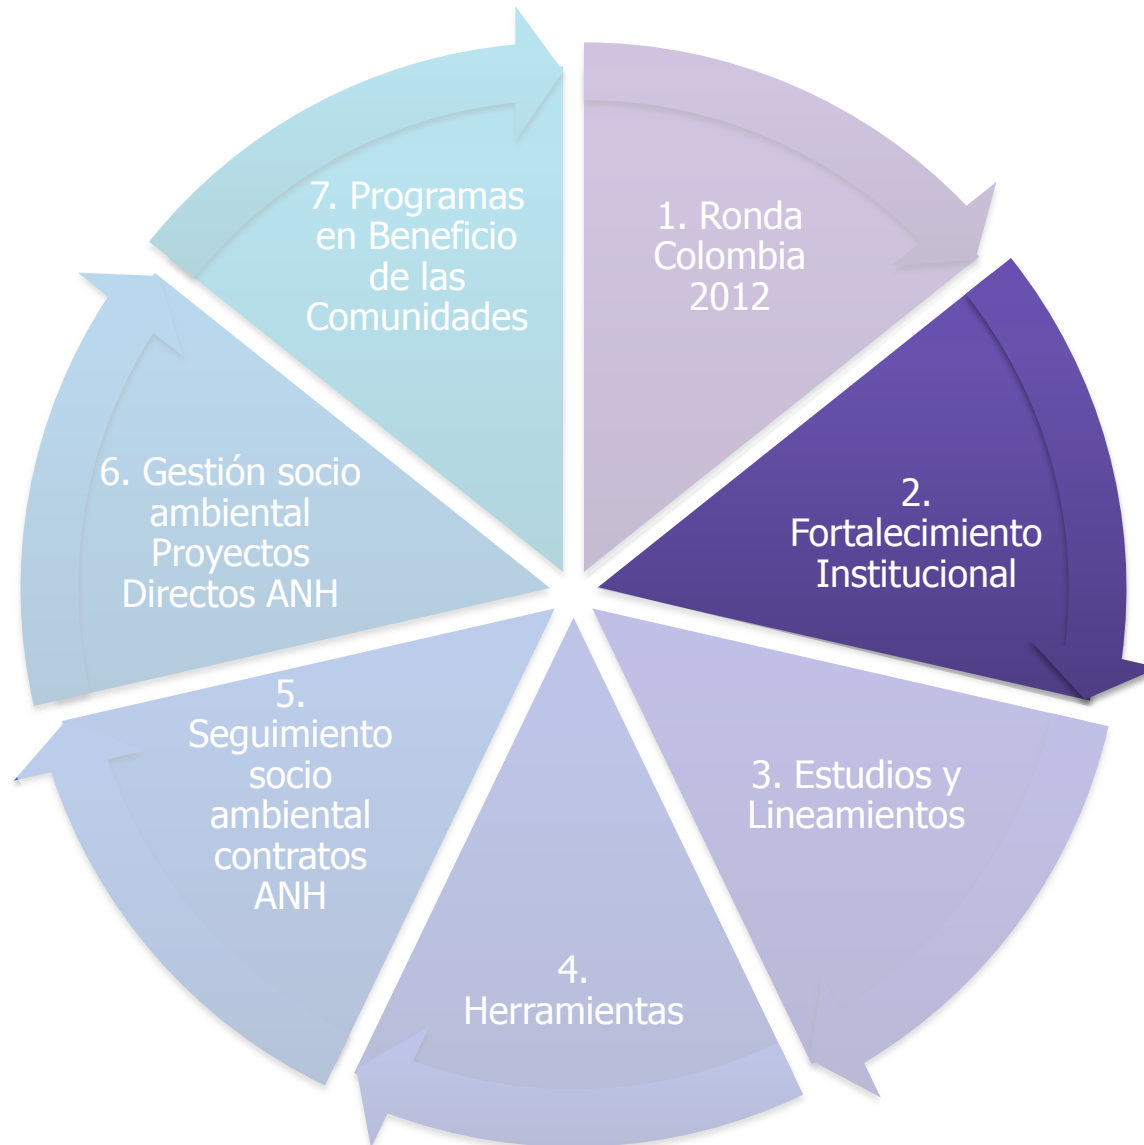 1. Ronda
Colombia
2012
2.
Fortalecimiento
Institucional
3. Estudios y
Lineamientos
4.
Herramientas
5.
Seguimiento
socio
ambiental
contratos
ANH
6. Gestión socio
ambiental
Proyectos
Directos ANH
7. Programas
en Beneficio
de las
Comunidades